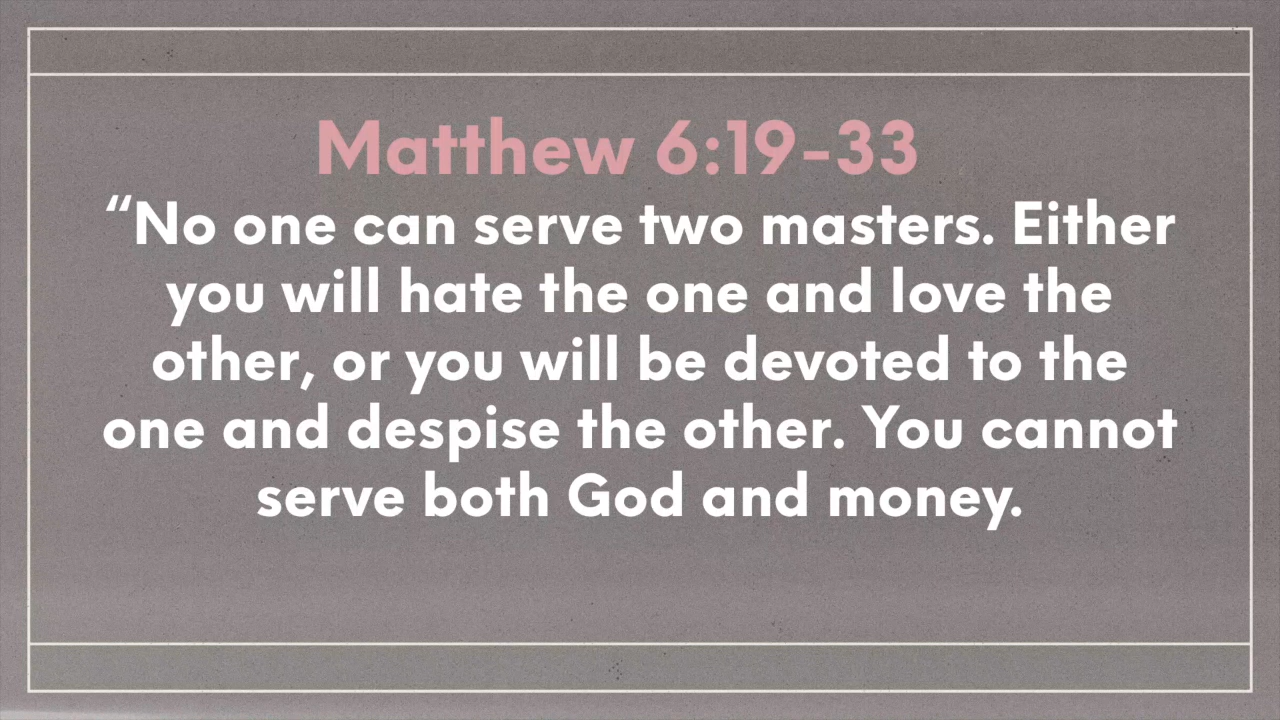 Matthew 6:19-33
“No one can serve two masters. Either
you will hate the one and love the
other, or you will be devoted to the
one and despise the other. You cannot
serve both God and money.